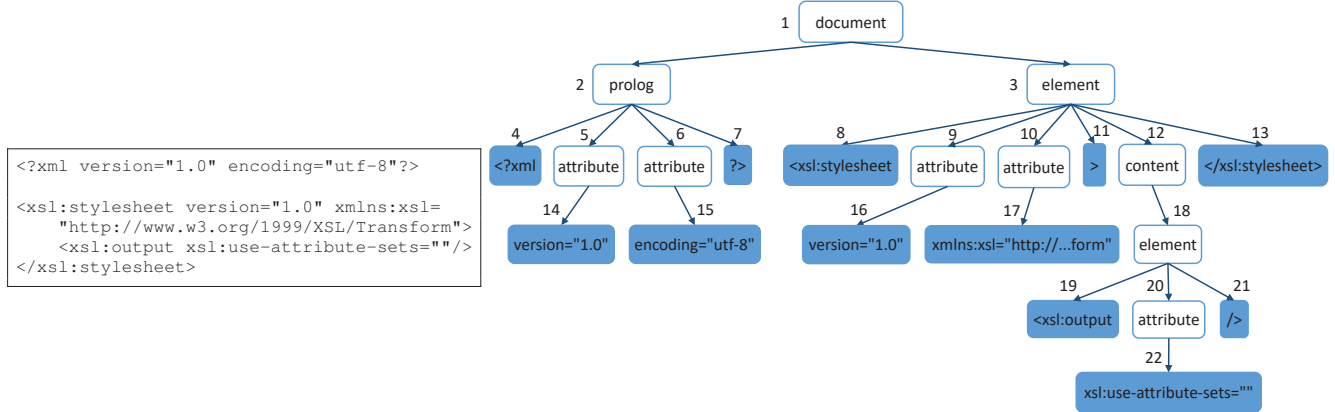 1 document
2 prolog 3 element
4 5 6 7 8 9 10 11 12 13
<?xml attribute attribute ?> <xsl:stylesheet attribute attribute > content </xsl:stylesheet>
<?xml version="1.0" encoding="utf-8"?>
<xsl:stylesheet version="1.0" xmlns:xsl=
"http://www.w3.org/1999/XSL/Transform">
<xsl:output xsl:use-attribute-sets=""/>
</xsl:stylesheet>
14 15 16 17 18
version="1.0" encoding="utf-8" version="1.0" xmlns:xsl="http://...form" element
19 20 21
<xsl:output attribute />
22
xsl:use-attribute-sets=""